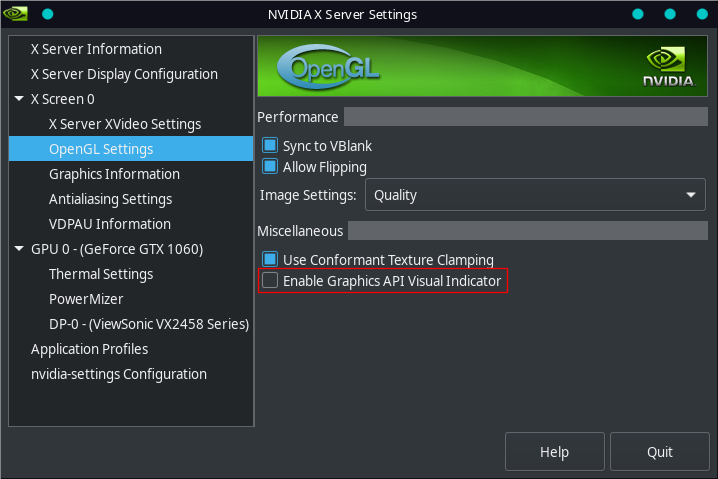 NVIDIA X Server Settings
X Server Information
X Server Display Configuration
X Screen 0
X Server XVideo Settings
OpenGL Settings
Graphics Information
Antialiasing Settings
VDPAU Information
GPU 0 - (GeForce GTX 1060)
Thermal Settings
PowerMizer
DP-0 - (ViewSonic VX2458 Series)
Application Profiles
nvidia-settings Configuration
OpenGL
NVIDIA
Performance
Sync to VBlank
Allow Flipping
Image Settings: Quality
Miscellaneous
Use Conformant Texture Clamping
Enable Graphics API Visual Indicator
Help Quit